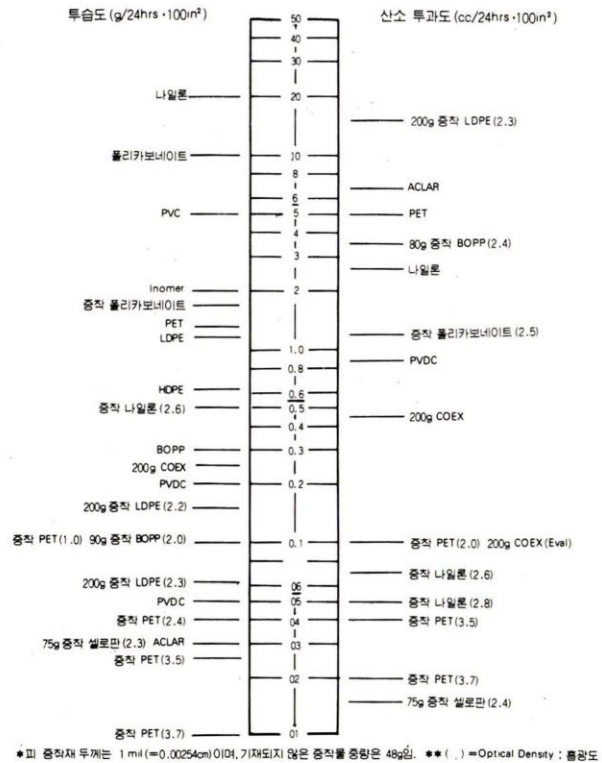 투습도 (g/24hrs·100in²)
산소 투과도 (cc/24hrs·100in²)
50
40
30
나일론
20
200g 증착 LDPE (2.3)
폴리카보네이트
10
8
ACLAR
6
PVC
5
PET
4
80g 증착 BOPP (2.4)
3
나일론
Inomer
2
증착 폴리카보네이트
PET
증착 폴리카보네이트 (2.5)
LDPE
1.0
PVDC
0.8
HDPE
0.6
증착 나일론 (2.6)
0.5
200g COEX
0.4
BOPP
0.3
200g COEX
PVDC
0.2
200g 증착 LDPE (2.2)
증착 PET (1.0) 90g 증착 BOPP (2.0)
0.1
증착 PET (2.0) 200g COEX (Eval)
증착 나일론 (2.6)
200g 증착 LDPE (2.3)
06
PVDC
05
증착 나일론 (2.8)
증착 PET (2.4)
04
증착 PET (3.5)
75g 증착 셀로판 (2.3) ACLAR
03
증착 PET (3.5)
02
증착 PET (3.7)
75g 증착 셀로판 (2.4)
증착 PET (3.7)
01
*피 증착재 두께는 1 mil (=0.00254cm)이며, 기재되지 않은 증착물 중량은 48g임. ** ( . ) =Optical Density : 흡광도